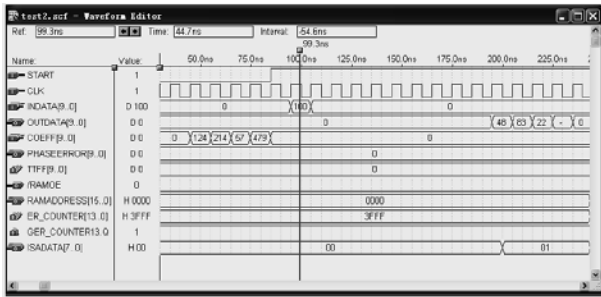 test2.scf - Waveform Editor
Ref: 99.3ns Time: 44.7ns Interval: -54.6ns
99.3ns
Name: Value: 50.0ns 75.0ns 100.0ns 125.0ns 150.0ns 175.0ns 200.0ns 225.0ns
START 1
CLK 1
INDATA[9..0] D 100 0 100 0
OUTDATA[9..0] D 0 0 48 83 22 - 0
COEFF[9..0] D 0 0 124 214 57 479 0
PHASEERROR[9..0] D 0 0
TTFF[9..0] D 0 0
/RAMOE 0
RAMADDRESS[15..0] H 0000 0000
ER_COUNTER[13..0] H 3FFF 3FFF
GER_COUNTER13.Q 1
ISADATA[7..0] H 00 00 01